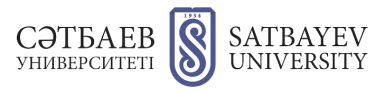 СӘТБАЕВ
УНИВЕРСИТЕТІ
1934
SATBAYEV
UNIVERSITY